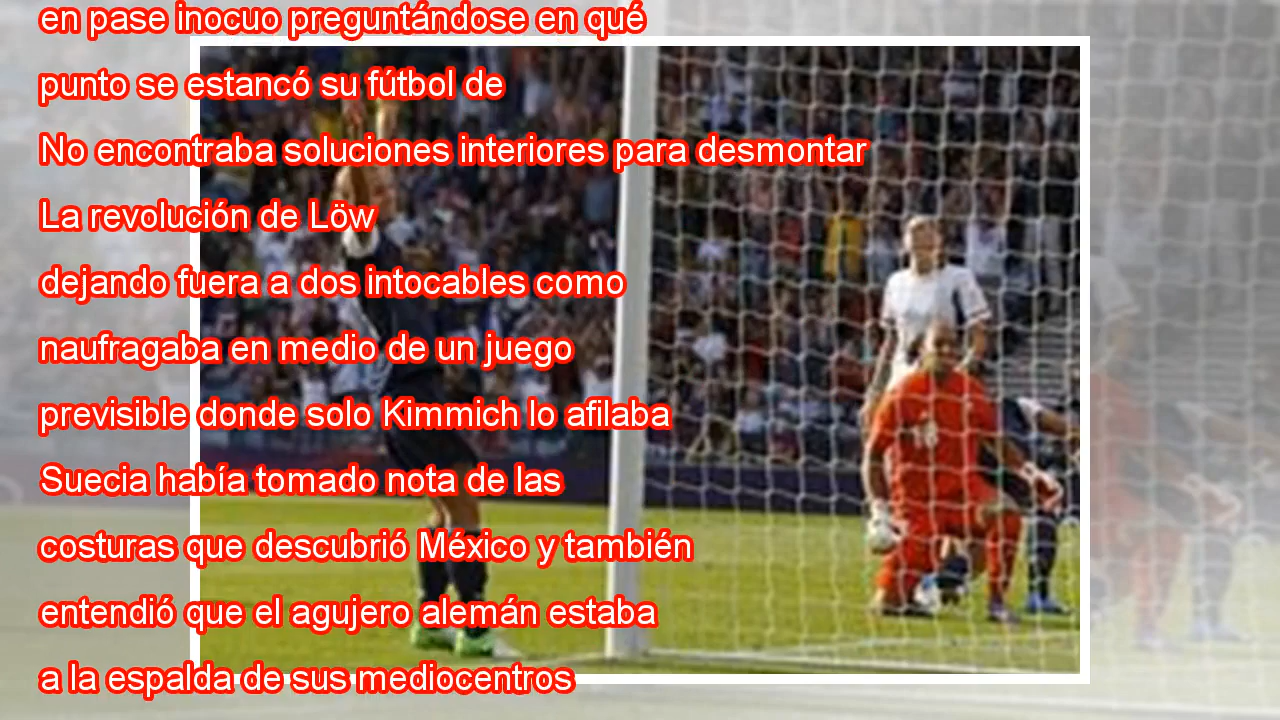 en pase inocuo preguntándose en qué
punto se estancó su fútbol de
No encontraba soluciones interiores para desmontar
La revolución de Löw
dejando fuera a dos intocables como
naufragaba en medio de un juego
previsible donde solo Kimmich lo afilaba
Suecia había tomado nota de las
costuras que descubrió México y también
entendió que el agujero alemán estaba
a la espalda de sus mediocentros